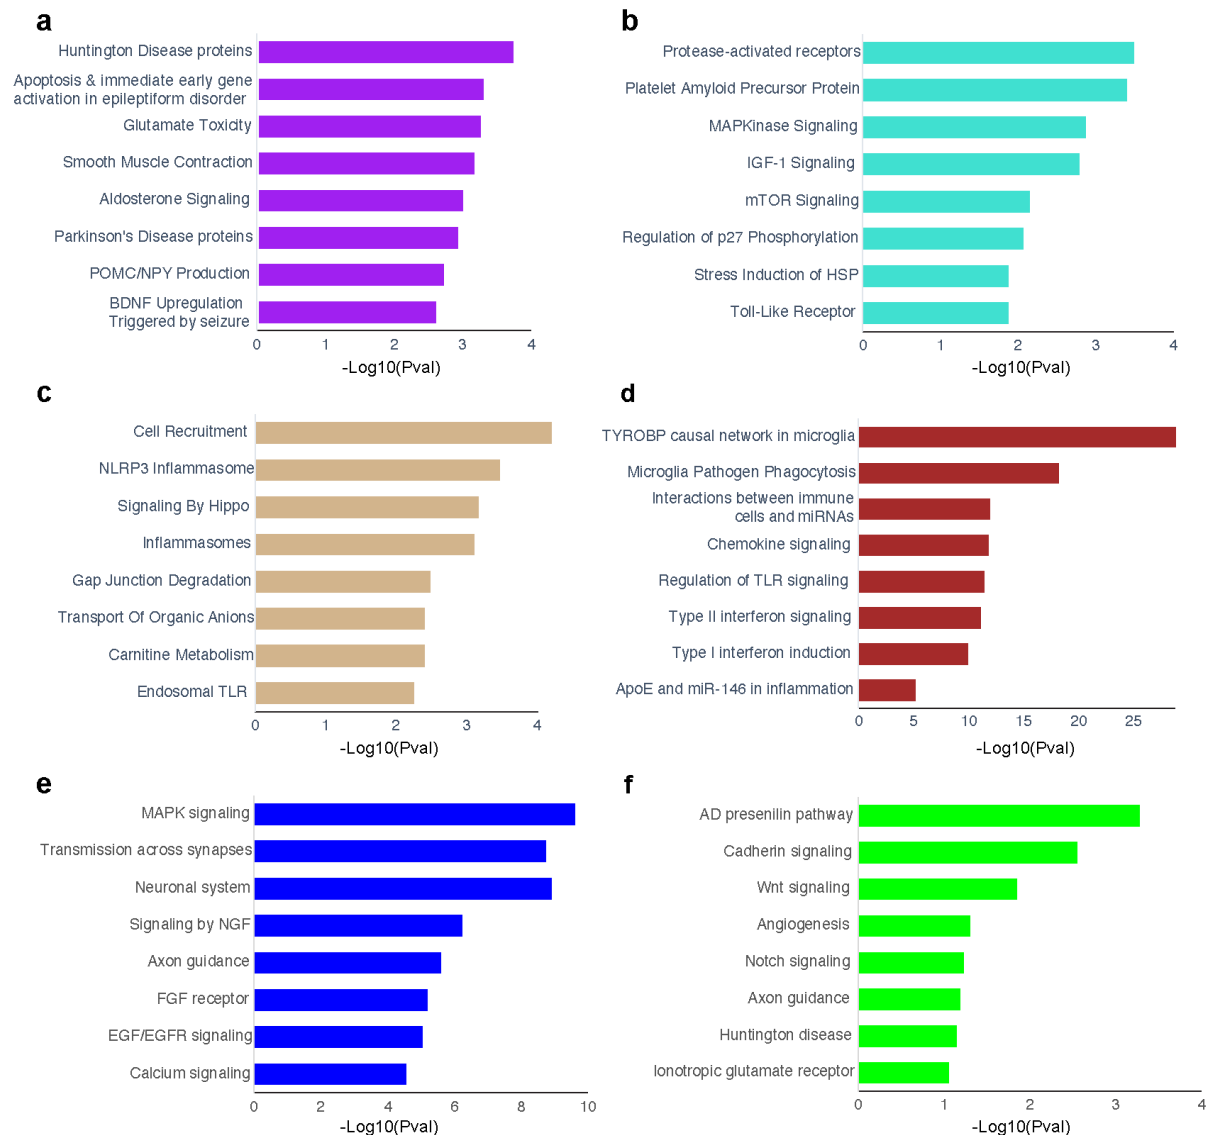 a
Huntington Disease proteins
Apoptosis & immediate early gene
activation in epileptiform disorder
Glutamate Toxicity
Smooth Muscle Contraction
Aldosterone Signaling
Parkinson's Disease proteins
POMC/NPY Production
BDNF Upregulation
Triggered by seizure
0 1 2 3 4
-Log10(Pval)
b
Protease-activated receptors
Platelet Amyloid Precursor Protein
MAPKinase Signaling
IGF-1 Signaling
mTOR Signaling
Regulation of p27 Phosphorylation
Stress Induction of HSP
Toll-Like Receptor
0 1 2 3 4
-Log10(Pval)
c
Cell Recruitment
NLRP3 Inflammasome
Signaling By Hippo
Inflammasomes
Gap Junction Degradation
Transport Of Organic Anions
Carnitine Metabolism
Endosomal TLR
0 1 2 3 4
-Log10(Pval)
d
TYROBP causal network in microglia
Microglia Pathogen Phagocytosis
Interactions between immune
cells and miRNAs
Chemokine signaling
Regulation of TLR signaling
Type II interferon signaling
Type I interferon induction
ApoE and miR-146 in inflammation
0 5 10 15 20 25
-Log10(Pval)
e
MAPK signaling
Transmission across synapses
Neuronal system
Signaling by NGF
Axon guidance
FGF receptor
EGF/EGFR signaling
Calcium signaling
0 2 4 6 8 10
-Log10(Pval)
f
AD presenilin pathway
Cadherin signaling
Wnt signaling
Angiogenesis
Notch signaling
Axon guidance
Huntington disease
Ionotropic glutamate receptor
0 1 2 3 4
-Log10(Pval)